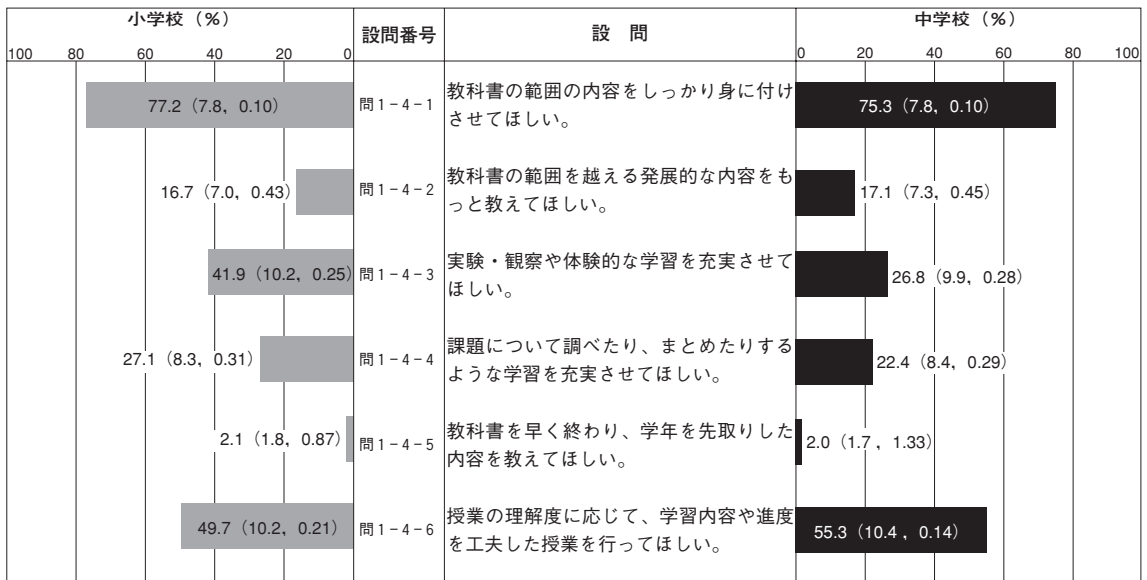 小学校（％） 設問番号 設　問 中学校（％）
100 80 60 40 20 0 0 20 40 60 80 100
77.2（7.8，0.10） 問１−４−１ 教科書の範囲の内容をしっかり身に付け 75.3（7.8，0.10）
させてほしい。
16.7（7.0，0.43） 問１−４−２ 教科書の範囲を越える発展的な内容をも 17.1（7.3，0.45）
っと教えてほしい。
41.9（10.2，0.25） 問１−４−３ 実験・観察や体験的な学習を充実させて 26.8（9.9，0.28）
ほしい。
27.1（8.3，0.31） 問１−４−４ 課題について調べたり、まとめたりする 22.4（8.4，0.29）
ような学習を充実させてほしい。
2.1（1.8，0.87） 問１−４−５ 教科書を早く終わり、学年を先取りした 2.0（1.7，1.33）
内容を教えてほしい。
49.7（10.2，0.21） 問１−４−６ 授業の理解度に応じて、学習内容や進度 55.3（10.4，0.14）
を工夫した授業を行ってほしい。